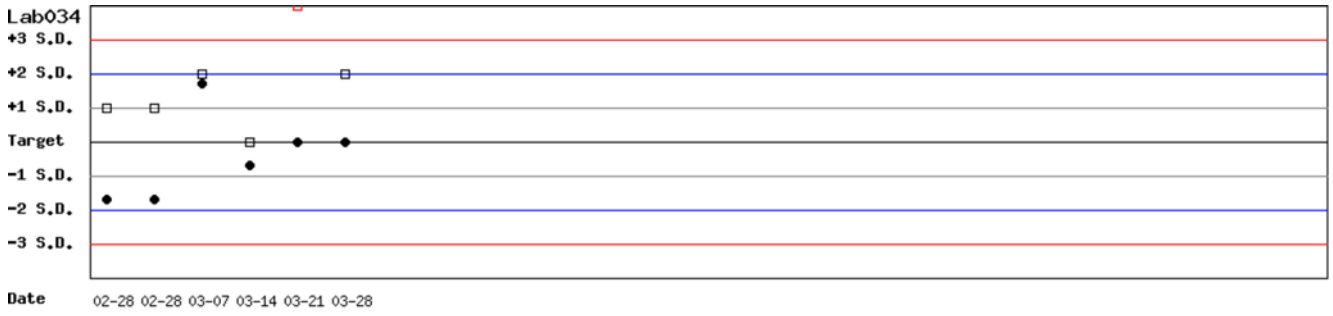 Lab034
+3 S.D.
+2 S.D.
+1 S.D.
Target
-1 S.D.
-2 S.D.
-3 S.D.
Date 02-28 02-28 03-07 03-14 03-21 03-28